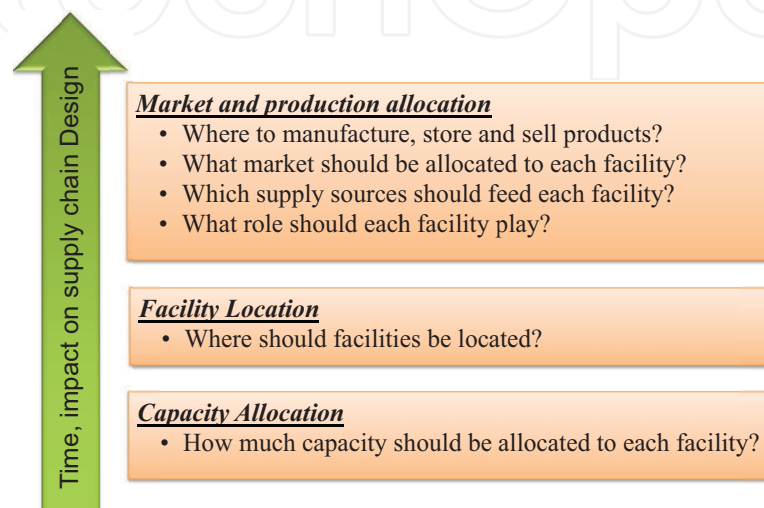 Time, impact on supply chain Design
Market and production allocation
• Where to manufacture, store and sell products?
• What market should be allocated to each facility?
• Which supply sources should feed each facility?
• What role should each facility play?
Facility Location
• Where should facilities be located?
Capacity Allocation
• How much capacity should be allocated to each facility?